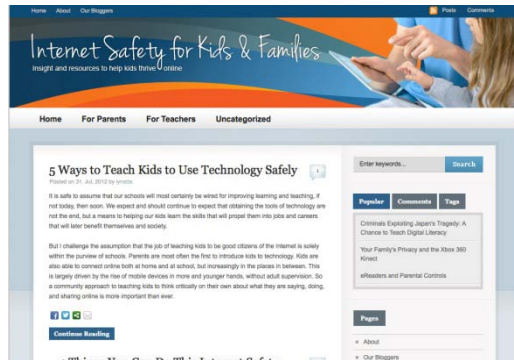 Home About Our Bloggers
Posts Comments
Internet Safety for Kids & Families
Insight and resources to help kids thrive online
Home For Parents For Teachers Uncategorized
5 Ways to Teach Kids to Use Technology Safely
Posted on 31. Jul, 2012 by
It is safe to assume that our schools will most certainly be wired for improving learning and teaching, if
not today, then soon. We expect and should continue to expect that obtaining the tools of technology are
not the end, but a means to helping our kids learn the skills that will propel them into jobs and careers
that will later benefit themselves and society.
But I challenge the assumption that the job of teaching kids to be good citizens of the Internet is solely
within the purview of schools. Parents are most often the first to introduce kids to technology. Kids are
also able to connect online both at home and at school, but increasingly in the places in between. This
is largely driven by the rise of mobile devices in more and younger hands, without adult supervision. So
a community approach to teaching kids to think critically on their own about what they are saying, doing,
and sharing online is more important than ever.
Continue Reading
Enter keywords... Search
Popular Comments Tags
Criminals Exploiting Japan's Tragedy: A
Chance to Teach Digital Literacy
Your Family's Privacy and the Xbox 360
Kinect
eReaders and Parental Controls
Pages
About
Our Bloggers